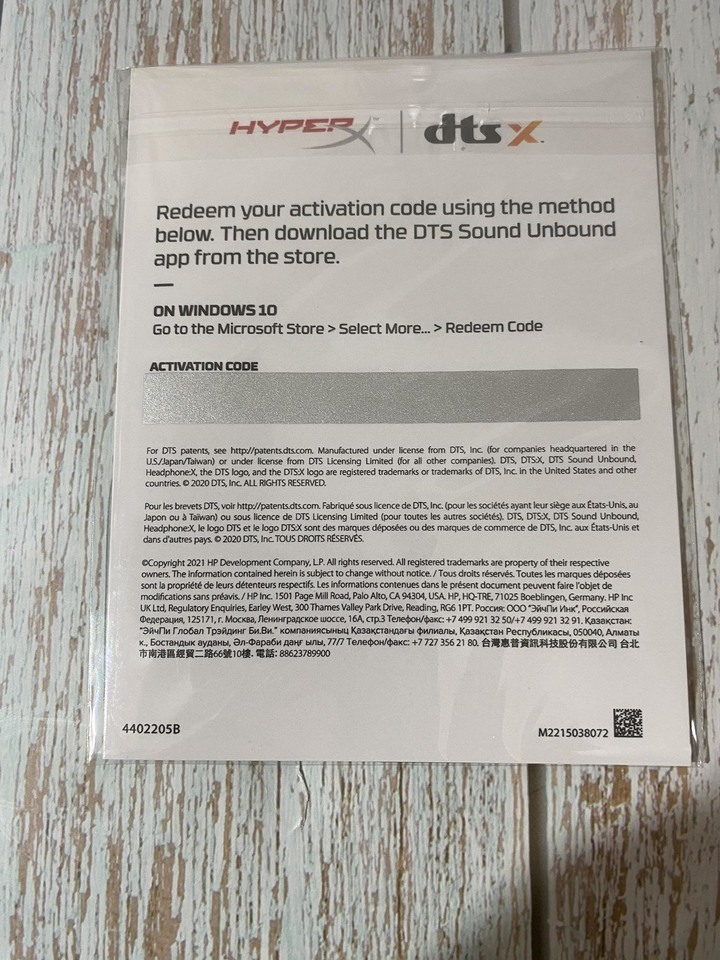 HYPERX | dts X
Redeem your activation code using the method
below. Then download the DTS Sound Unbound
app from the store.
ON WINDOWS 10
Go to the Microsoft Store > Select More... > Redeem Code
ACTIVATION CODE
For DTS patents, see http://patents.dts.com. Manufactured under license from DTS, Inc. (for companies headquartered in the
U.S./Japan/Taiwan) or under license from DTS Licensing Limited (for all other companies). DTS, DTS:X, DTS Sound Unbound,
Headphone:X, the DTS logo, and the DTS:X logo are registered trademarks or trademarks of DTS, Inc. in the United States and other
countries. © 2020 DTS, Inc. ALL RIGHTS RESERVED.
Pour les brevets DTS, voir http://patents.dts.com. Fabriqué sous licence de DTS, Inc. (pour les sociétés ayant leur siège aux États-Unis, au
Japon ou à Taïwan) ou sous licence de DTS Licensing Limited (pour toutes les autres sociétés). DTS, DTS:X, DTS Sound Unbound,
Headphone:X, le logo DTS et le logo DTS:X sont des marques déposées ou des marques de commerce de DTS, Inc. aux États-Unis et
dans d'autres pays. © 2020 DTS, Inc. TOUS DROITS RÉSERVÉS.
©Copyright 2021 HP Development Company, L.P. All rights reserved. All registered trademarks are property of their respective
owners. The information contained herein is subject to change without notice. / Tous droits réservés. Toutes les marques déposées
sont la propriété de leurs détenteurs respectifs. Les informations contenues dans le présent document peuvent faire l'objet de
modifications sans préavis. / HP Inc. 1501 Page Mill Road, Palo Alto, CA 94304, USA. HP, HQ-TRE, 71025 Boeblingen, Germany. HP Inc
UK Ltd, Regulatory Enquiries, Earley West, 300 Thames Valley Park Drive, Reading, RG6 1PT. Россия: ООО "ЭйчПи Инк", Российская
Федерация, 125171, г. Москва, Ленинградское шоссе, 16А, стр.3 Телефон/факс: +7 499 921 32 50/+7 499 921 32 91. Қазақстан:
"ЭйчПи Глобал Трэйдинг Би.Ви." компаниясының Қазақстандағы филиалы, Қазақстан Республикасы, 050040, Алматы
к., Бостандык ауданы, Әл-Фараби даңғылы, 77/7 Телефон/факс: +7 727 356 21 80. 台灣惠普資訊科技股份有限公司 台北
市南港區經貿二路66號10樓. 電話: 88623789900
4402205B
M2215038072